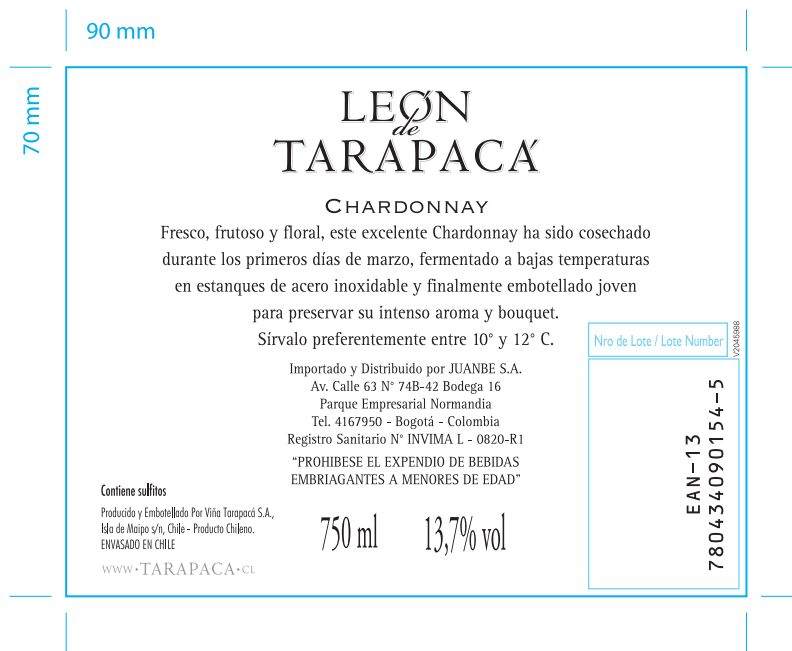 90 mm
70 mm
LEÓN
de
TARAPACÁ
CHARDONNAY
Fresco, frutoso y floral, este excelente Chardonnay ha sido cosechado
durante los primeros días de marzo, fermentado a bajas temperaturas
en estanques de acero inoxidable y finalmente embotellado joven
para preservar su intenso aroma y bouquet.
Sírvalo preferentemente entre 10° y 12° C.
Importado y Distribuido por JUANBE S.A.
Av. Calle 63 N° 74B-42 Bodega 16
Parque Empresarial Normandia
Tel. 4167950 - Bogotá - Colombia
Registro Sanitario N° INVIMA L - 0820-R1
“PROHIBESE EL EXPENDIO DE BEBIDAS
EMBRIAGANTES A MENORES DE EDAD”
Contiene sulfitos
Producido y Embotellado Por Viña Tarapacá S.A.,
Isla de Maipo s/n, Chile - Producto Chileno.
ENVASADO EN CHILE
WWW·TARAPACA·CL
750 ml
13,7% vol
Nro de Lote / Lote Number
V2045988
EAN-13
780434090154-5